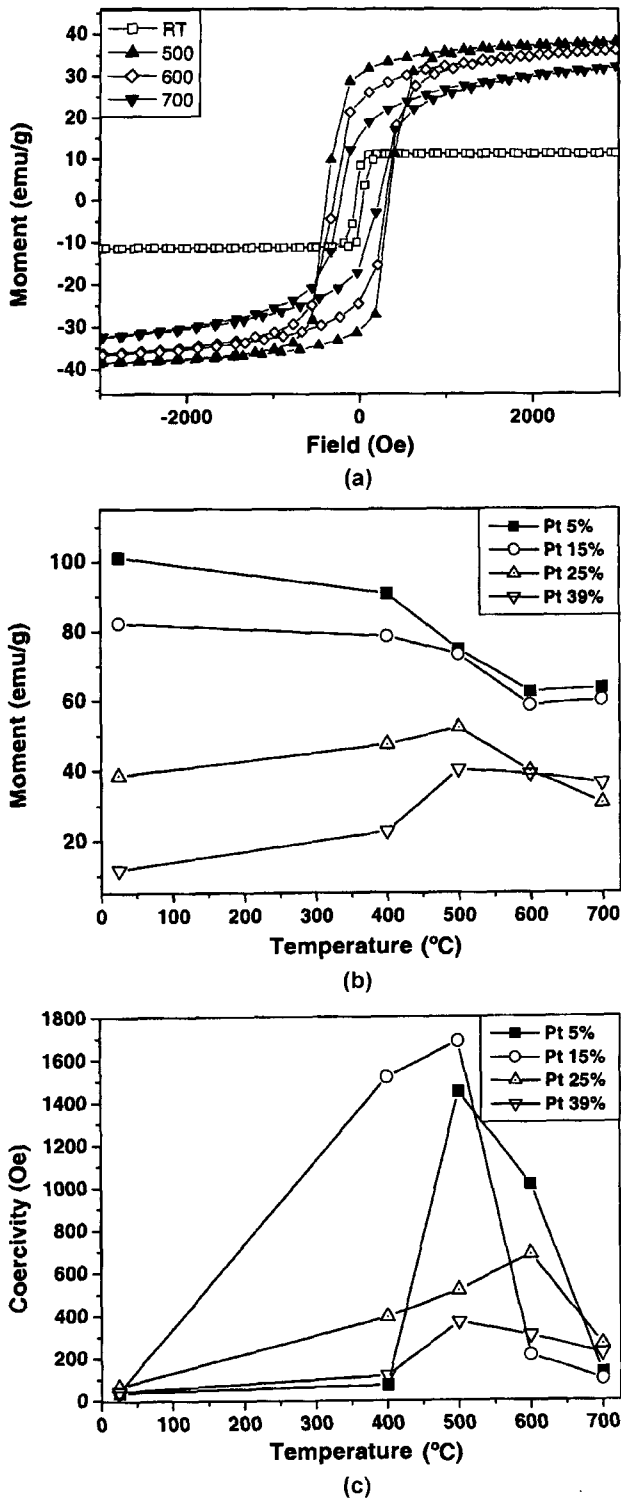 40
30
20
10
0
-10
-20
-30
-40
Moment (emu/g)
RT
500
600
700
-2000
0
2000
Field (Oe)
(a)
100
80
60
40
20
Moment (emu/g)
Pt 5%
Pt 15%
Pt 25%
Pt 39%
0
100
200
300
400
500
600
700
Temperature (ºC)
(b)
1800
1600
1400
1200
1000
800
600
400
200
0
Coercivity (Oe)
Pt 5%
Pt 15%
Pt 25%
Pt 39%
0
100
200
300
400
500
600
700
Temperature (ºC)
(c)